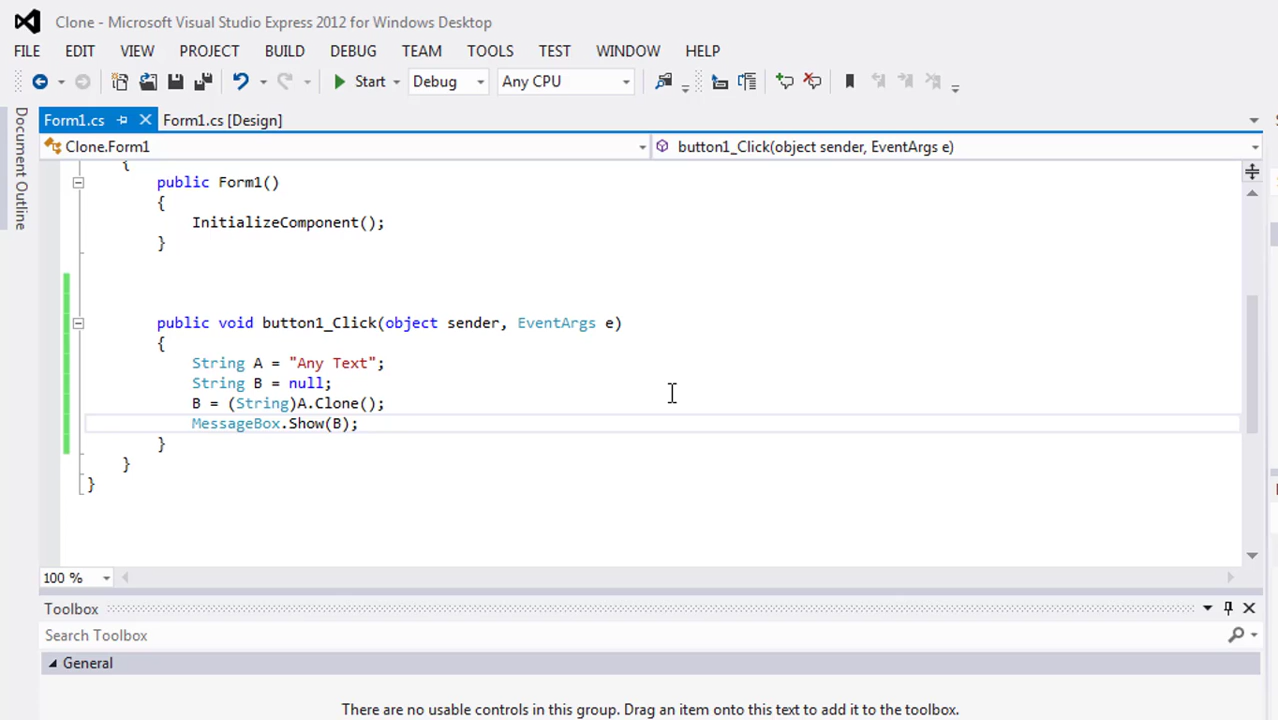 Clone - Microsoft Visual Studio Express 2012 for Windows Desktop
FILE EDIT VIEW PROJECT BUILD DEBUG TEAM TOOLS TEST WINDOW HELP
Start Debug Any CPU
Document Outline
Form1.cs Form1.cs [Design]
Clone.Form1 button1_Click(object sender, EventArgs e)
{
public Form1()
{
InitializeComponent();
}
public void button1_Click(object sender, EventArgs e)
{
String A = "Any Text";
String B = null;
B = (String)A.Clone();
MessageBox.Show(B);
}
}
}
100 %
Toolbox
Search Toolbox
General
There are no usable controls in this group. Drag an item onto this text to add it to the toolbox.